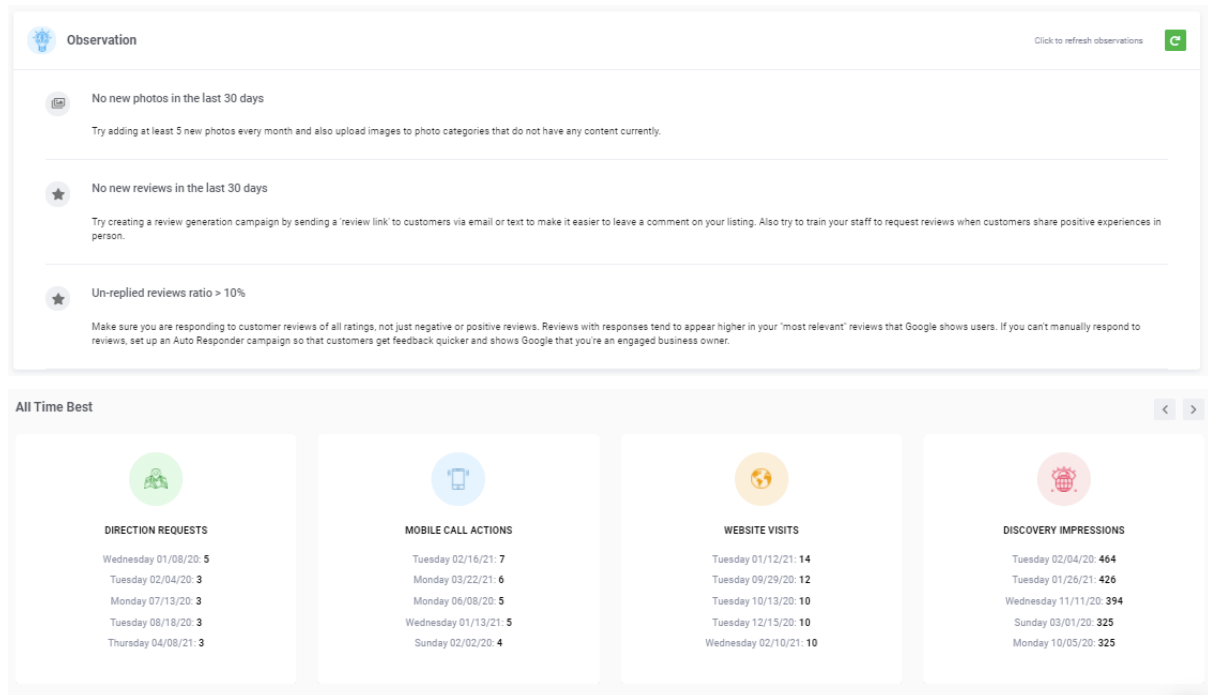 Observation
Click to refresh observations
No new photos in the last 30 days
Try adding at least 5 new photos every month and also upload images to photo categories that do not have any content currently.
No new reviews in the last 30 days
Try creating a review generation campaign by sending a 'review link' to customers via email or text to make it easier to leave a comment on your listing. Also try to train your staff to request reviews when customers share positive experiences in
person.
Un-replied reviews ratio > 10%
Make sure you are responding to customer reviews of all ratings, not just negative or positive reviews. Reviews with responses tend to appear higher in your "most relevant" reviews that Google shows users. If you can't manually respond to
reviews, set up an Auto Responder campaign so that customers get feedback quicker and shows Google that you're an engaged business owner.
All Time Best
DIRECTION REQUESTS
Wednesday 01/08/20: 5
Tuesday 02/04/20: 3
Monday 07/13/20: 3
Tuesday 08/18/20: 3
Thursday 04/08/21: 3
MOBILE CALL ACTIONS
Tuesday 02/16/21: 7
Monday 03/22/21: 6
Monday 06/08/20: 5
Wednesday 01/13/21: 5
Sunday 02/02/20: 4
WEBSITE VISITS
Tuesday 01/12/21: 14
Tuesday 09/29/20: 12
Tuesday 10/13/20: 10
Tuesday 12/15/20: 10
Wednesday 02/10/21: 10
DISCOVERY IMPRESSIONS
Tuesday 02/04/20: 464
Tuesday 01/26/21: 426
Wednesday 11/11/20: 394
Sunday 03/01/20: 325
Monday 10/05/20: 325